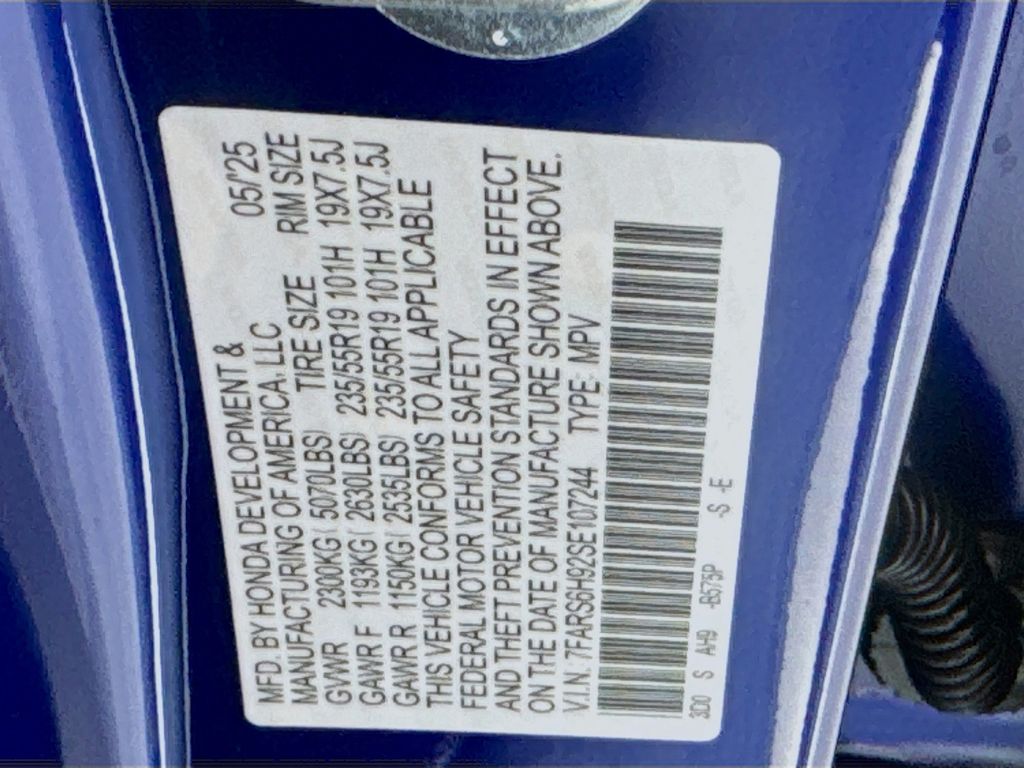 MFD. BY HONDA DEVELOPMENT & 05/'25
MANUFACTURING OF AMERICA, LLC
TIRE SIZE RIM SIZE
GVWR 2300KG( 5070LBS)
GAWR F 1193KG( 2630LBS) 235/55R19 101H 19X7.5J
GAWR R 1150KG( 2535LBS) 235/55R19 101H 19X7.5J
THIS VEHICLE CONFORMS TO ALL APPLICABLE
FEDERAL MOTOR VEHICLE SAFETY
AND THEFT PREVENTION STANDARDS IN EFFECT
ON THE DATE OF MANUFACTURE SHOWN ABOVE.
V.I.N. 7FARS6H92SE107244 TYPE: MPV
3D00 S AH9 -B575P -S -E